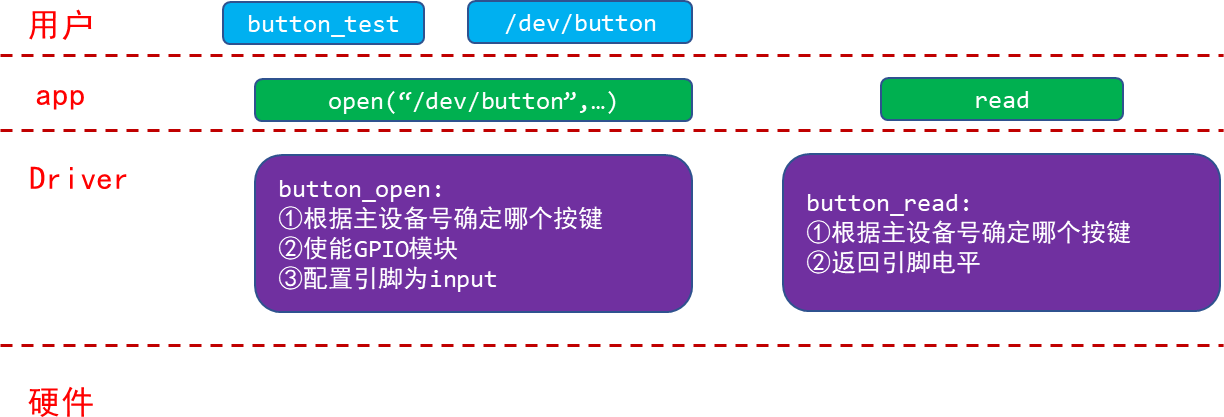 用户
button_test
/dev/button
app
open(“/dev/button”,…)
read
Driver
button_open:
①根据主设备号确定哪个按键
②使能GPIO模块
③配置引脚为input
button_read:
①根据主设备号确定哪个按键
②返回引脚电平
硬件